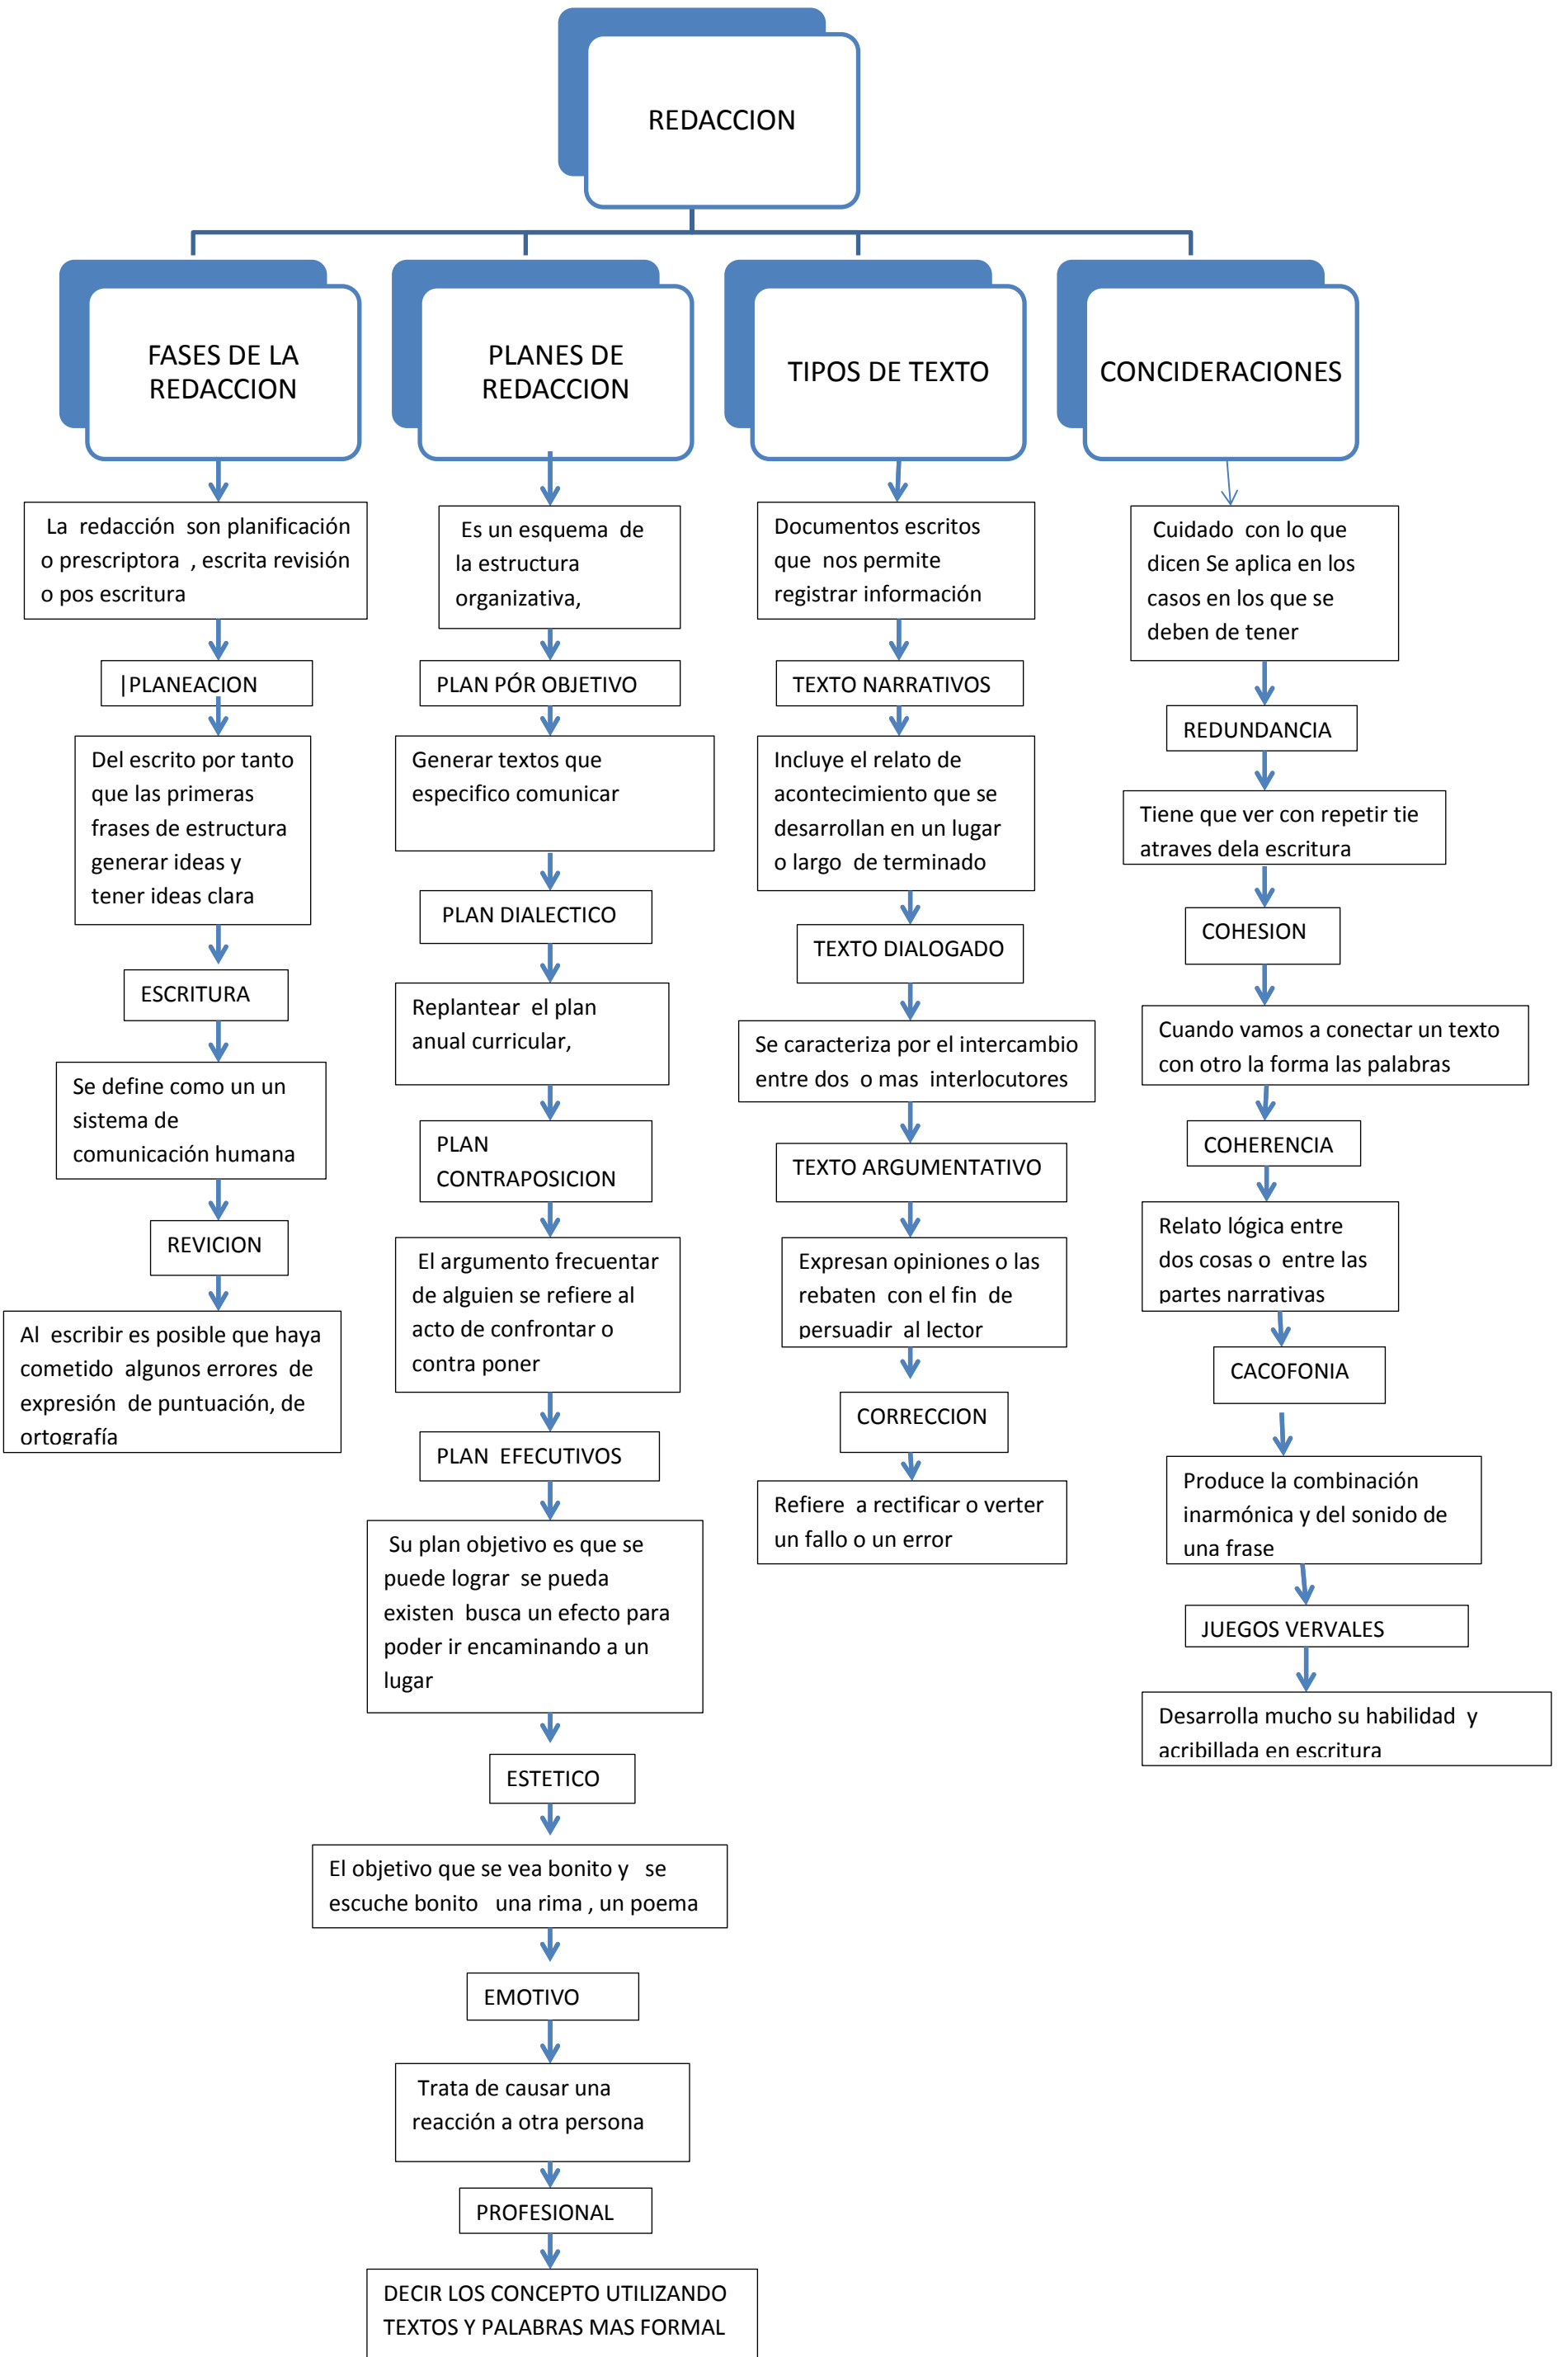 REDACCION
FASES DE LA
REDACCION
La redacción son planificación
o prescriptora , escrita revisión
o pos escritura
|PLANEACION
Del escrito por tanto
que las primeras
frases de estructura
generar ideas y
tener ideas clara
ESCRITURA
Se define como un un
sistema de
comunicación humana
REVICION
Al escribir es posible que haya
cometido algunos errores de
expresión de puntuación, de
ortografía
PLANES DE
REDACCION
Es un esquema de
la estructura
organizativa,
PLAN PÓR OBJETIVO
Generar textos que
especifico comunicar
PLAN DIALECTICO
Replantear el plan
anual curricular,
PLAN
CONTRAPOSICION
El argumento frecuentar
de alguien se refiere al
acto de confrontar o
contra poner
PLAN EFECUTIVOS
Su plan objetivo es que se
puede lograr se pueda
existen busca un efecto para
poder ir encaminando a un
lugar
ESTETICO
El objetivo que se vea bonito y se
escuche bonito una rima , un poema
EMOTIVO
Trata de causar una
reacción a otra persona
PROFESIONAL
DECIR LOS CONCEPTO UTILIZANDO
TEXTOS Y PALABRAS MAS FORMAL
TIPOS DE TEXTO
Documentos escritos
que nos permite
registrar información
TEXTO NARRATIVOS
Incluye el relato de
acontecimiento que se
desarrollan en un lugar
o largo de terminado
TEXTO DIALOGADO
Se caracteriza por el intercambio
entre dos o mas interlocutores
TEXTO ARGUMENTATIVO
Expresan opiniones o las
rebaten con el fin de
persuadir al lector
CORRECCION
Refiere a rectificar o verter
un fallo o un error
CONCIDERACIONES
Cuidado con lo que
dicen Se aplica en los
casos en los que se
deben de tener
REDUNDANCIA
Tiene que ver con repetir tie
atraves dela escritura
COHESION
Cuando vamos a conectar un texto
con otro la forma las palabras
COHERENCIA
Relato lógica entre
dos cosas o entre las
partes narrativas
CACOFONIA
Produce la combinación
inarmónica y del sonido de
una frase
JUEGOS VERVALES
Desarrolla mucho su habilidad y
acribillada en escritura